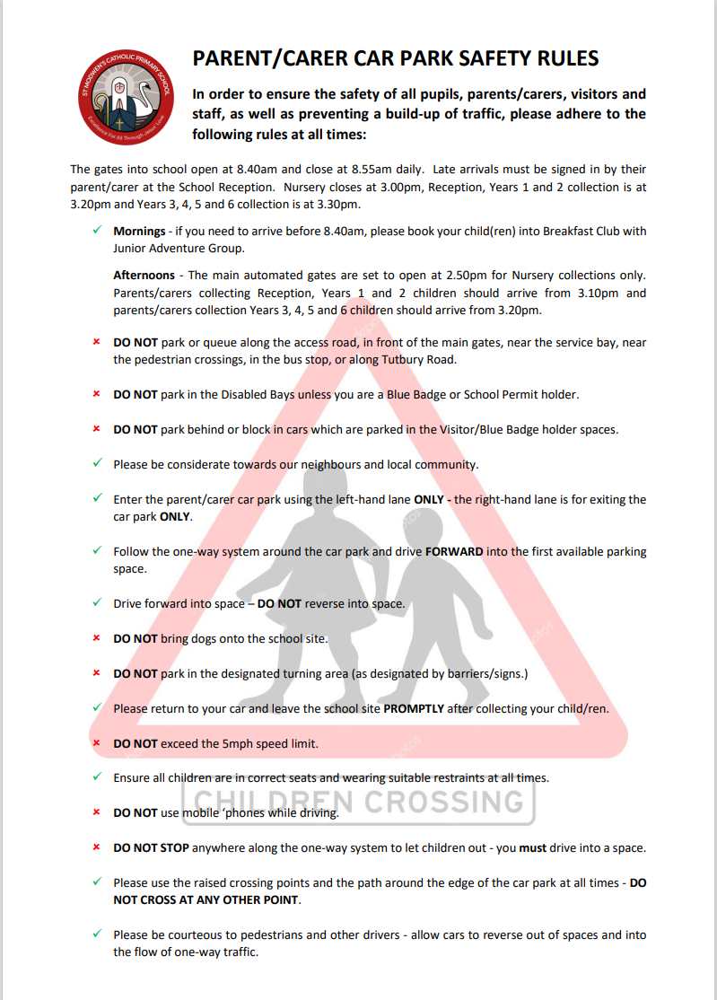 ST MODWEN'S CATHOLIC PRIMARY SCHOOL
Excellence For All Through Jesus' Love
PARENT/CARER CAR PARK SAFETY RULES
In order to ensure the safety of all pupils, parents/carers, visitors and
staff, as well as preventing a build-up of traffic, please adhere to the
following rules at all times:
The gates into school open at 8.40am and close at 8.55am daily.  Late arrivals must be signed in by their
parent/carer at the School Reception.  Nursery closes at 3.00pm, Reception, Years 1 and 2 collection is at
3.20pm and Years 3, 4, 5 and 6 collection is at 3.30pm.
✓ Mornings - if you need to arrive before 8.40am, please book your child(ren) into Breakfast Club with
Junior Adventure Group.
Afternoons - The main automated gates are set to open at 2.50pm for Nursery collections only.
Parents/carers collecting Reception, Years 1 and 2 children should arrive from 3.10pm and
parents/carers collection Years 3, 4, 5 and 6 children should arrive from 3.20pm.
✗ DO NOT park or queue along the access road, in front of the main gates, near the service bay, near
the pedestrian crossings, in the bus stop, or along Tutbury Road.
✗ DO NOT park in the Disabled Bays unless you are a Blue Badge or School Permit holder.
✗ DO NOT park behind or block in cars which are parked in the Visitor/Blue Badge holder spaces.
✓ Please be considerate towards our neighbours and local community.
✓ Enter the parent/carer car park using the left-hand lane ONLY - the right-hand lane is for exiting the
car park ONLY.
✓ Follow the one-way system around the car park and drive FORWARD into the first available parking
space.
✓ Drive forward into space – DO NOT reverse into space.
✗ DO NOT bring dogs onto the school site.
✗ DO NOT park in the designated turning area (as designated by barriers/signs.)
✓ Please return to your car and leave the school site PROMPTLY after collecting your child/ren.
✗ DO NOT exceed the 5mph speed limit.
✓ Ensure all children are in correct seats and wearing suitable restraints at all times.
CHILDREN CROSSING
✗ DO NOT use mobile ‘phones while driving.
✗ DO NOT STOP anywhere along the one-way system to let children out - you must drive into a space.
✓ Please use the raised crossing points and the path around the edge of the car park at all times - DO
NOT CROSS AT ANY OTHER POINT.
✓ Please be courteous to pedestrians and other drivers - allow cars to reverse out of spaces and into
the flow of one-way traffic.